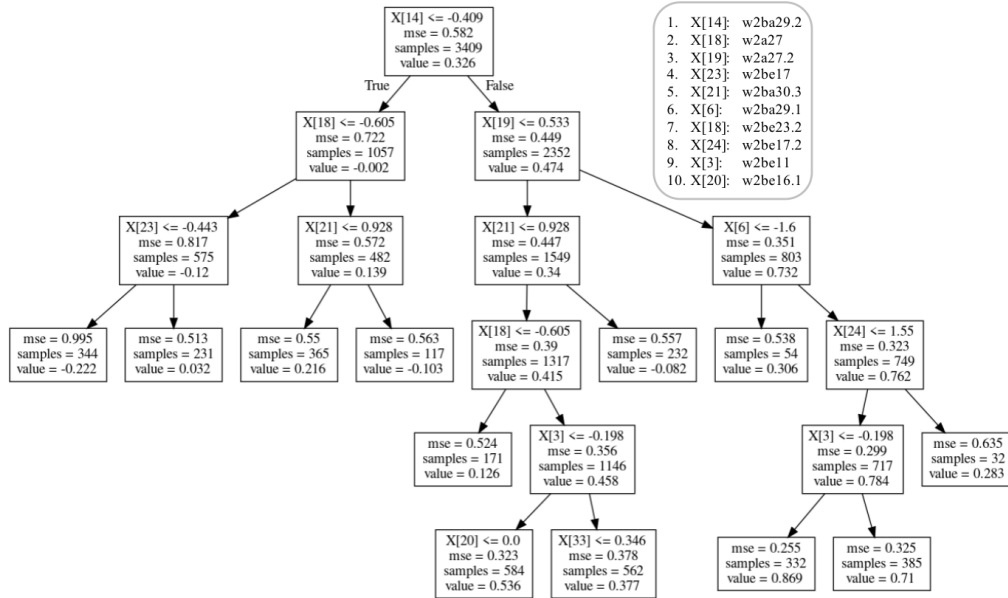 X[14] <= -0.409
mse = 0.582
samples = 3409
value = 0.326
1. X[14]: w2ba29.2
2. X[18]: w2a27
3. X[19]: w2a27.2
4. X[23]: w2be17
5. X[21]: w2ba30.3
6. X[6]: w2ba29.1
7. X[18]: w2be23.2
8. X[24]: w2be17.2
9. X[3]: w2be11
10. X[20]: w2be16.1
True
False
X[18] <= -0.605
mse = 0.722
samples = 1057
value = -0.002
X[19] <= 0.533
mse = 0.449
samples = 2352
value = 0.474
X[23] <= -0.443
mse = 0.817
samples = 575
value = -0.12
X[21] <= 0.928
mse = 0.572
samples = 482
value = 0.139
X[21] <= 0.928
mse = 0.447
samples = 1549
value = 0.34
X[6] <= -1.6
mse = 0.351
samples = 803
value = 0.732
mse = 0.995
samples = 344
value = -0.222
mse = 0.513
samples = 231
value = 0.032
mse = 0.55
samples = 365
value = 0.216
mse = 0.563
samples = 117
value = -0.103
X[18] <= -0.605
mse = 0.39
samples = 1317
value = 0.415
mse = 0.557
samples = 232
value = -0.082
mse = 0.538
samples = 54
value = 0.306
X[24] <= 1.55
mse = 0.323
samples = 749
value = 0.762
mse = 0.524
samples = 171
value = 0.126
X[3] <= -0.198
mse = 0.356
samples = 1146
value = 0.458
X[3] <= -0.198
mse = 0.299
samples = 717
value = 0.784
mse = 0.635
samples = 32
value = 0.283
X[20] <= 0.0
mse = 0.323
samples = 584
value = 0.536
X[33] <= 0.346
mse = 0.378
samples = 562
value = 0.377
mse = 0.255
samples = 332
value = 0.869
mse = 0.325
samples = 385
value = 0.71